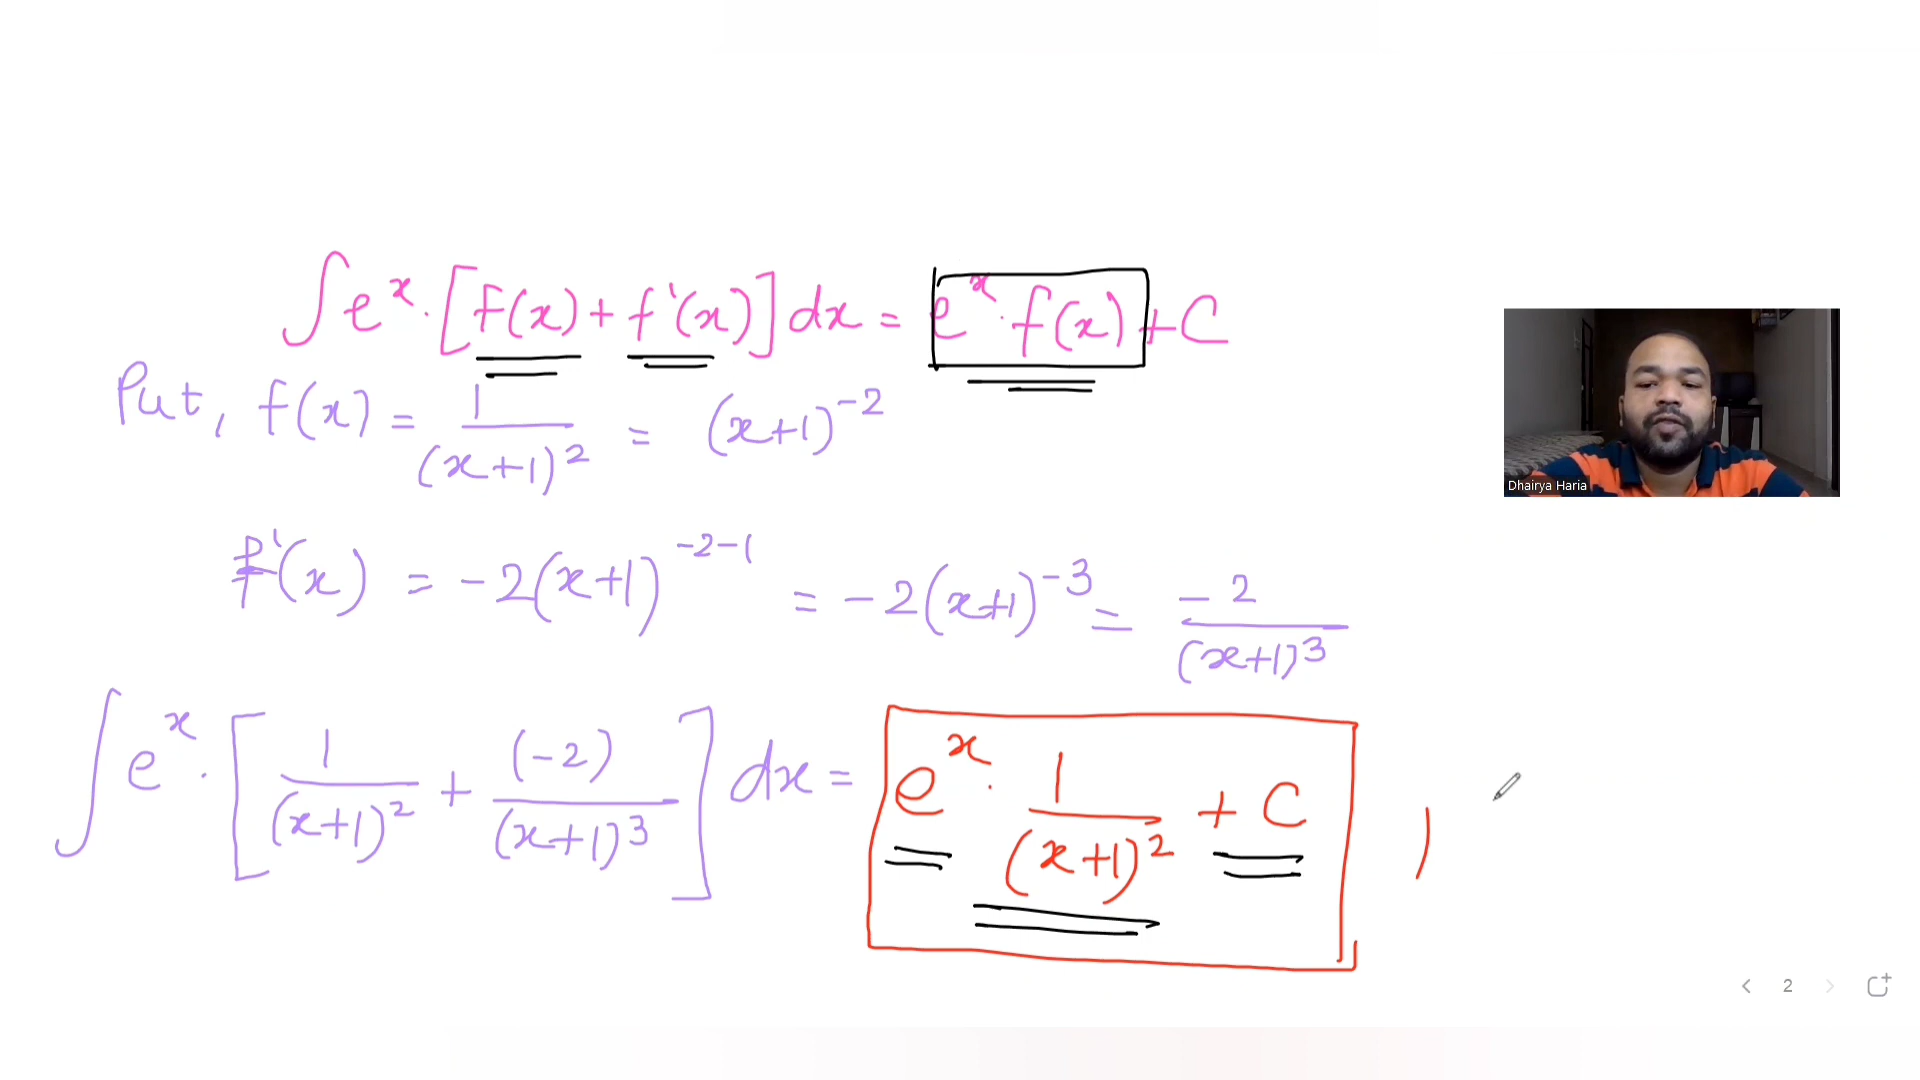 ∫ e^x · [f(x) + f'(x)] dx = e^x · f(x) + C
Put, f(x) = 1/(x+1)^2 = (x+1)^-2
f'(x) = -2(x+1)^-2-1 = -2(x+1)^-3 = -2/(x+1)^3
∫ e^x · [1/(x+1)^2 + (-2)/(x+1)^3] dx = e^x · 1/(x+1)^2 + C
Dhairya Haria
2